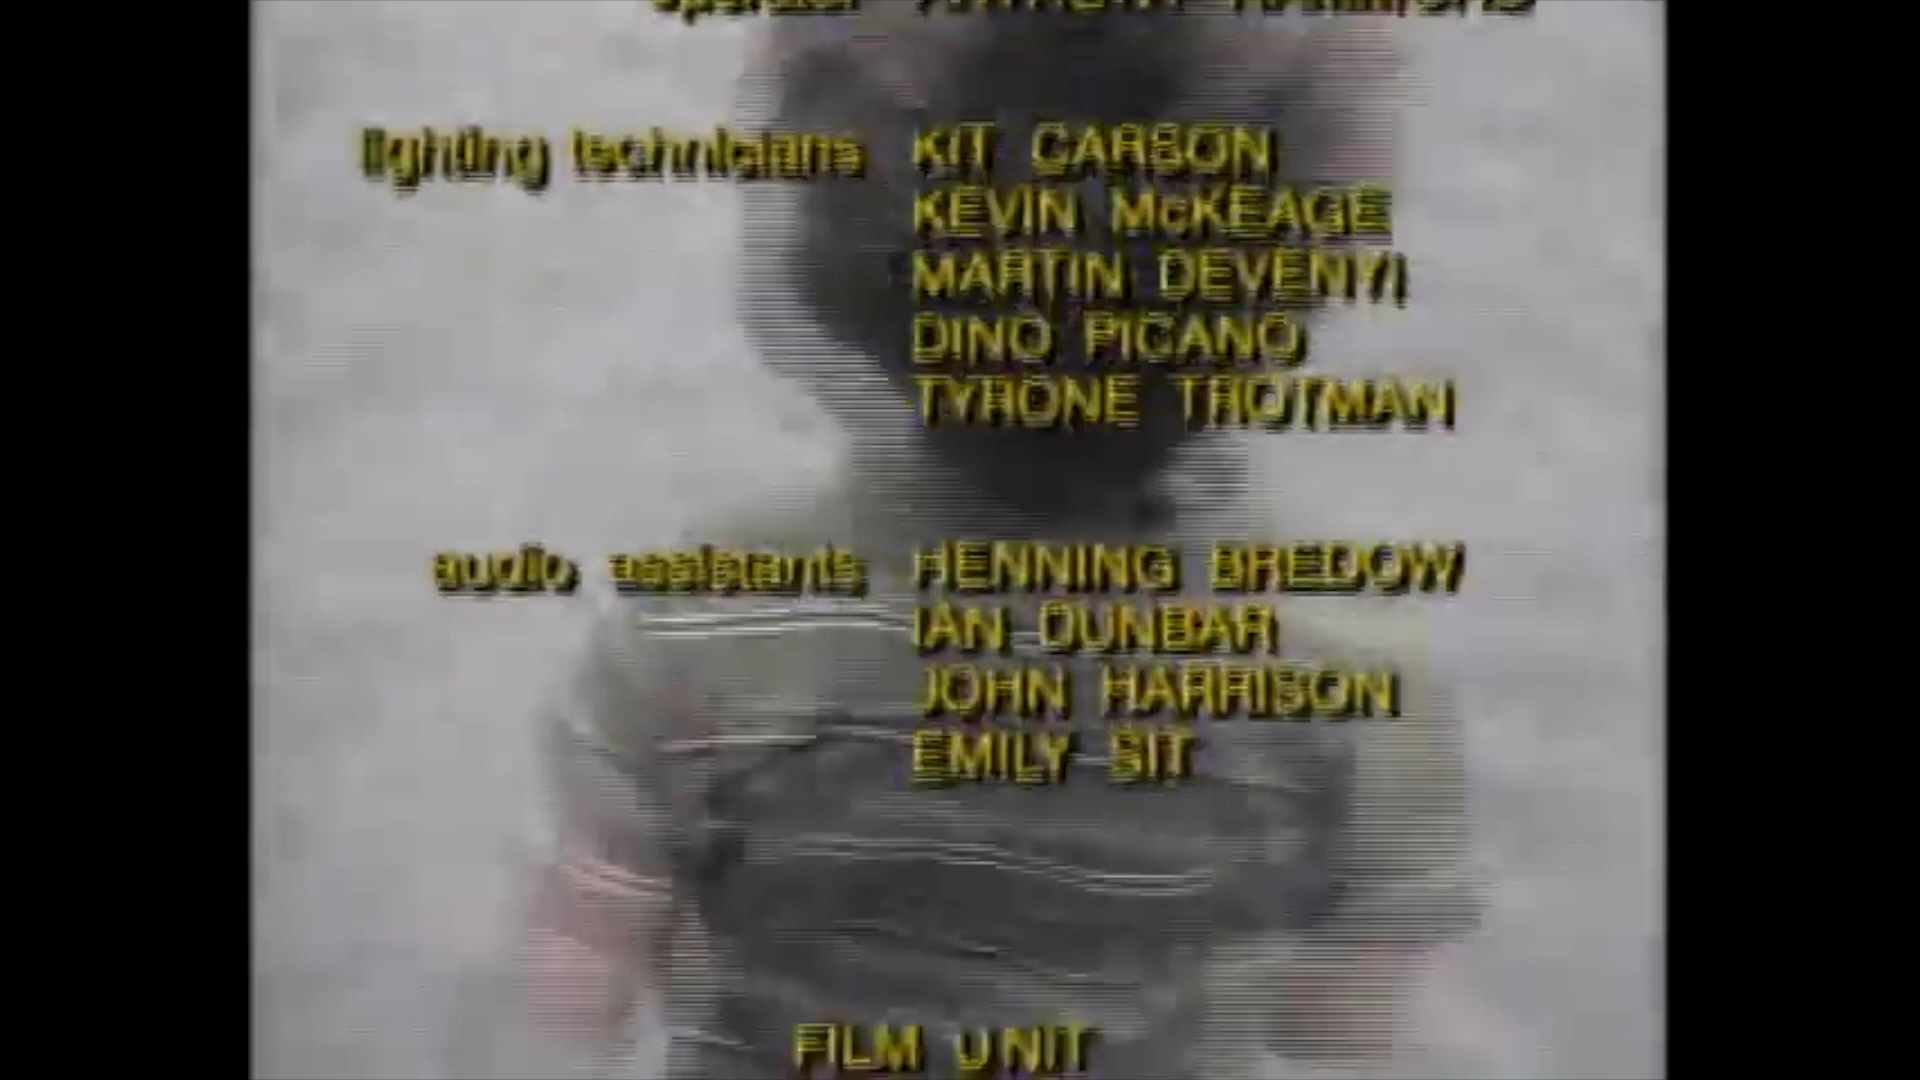 operator
lighting technicians KIT CARSON
KEVIN McKEAGE
MARTIN DEVENYI
DINO PICANO
TYRONE TROTMAN
audio assistants HENNING BREDOW
IAN DUNBAR
JOHN HARRISON
EMILY SIT
FILM UNIT